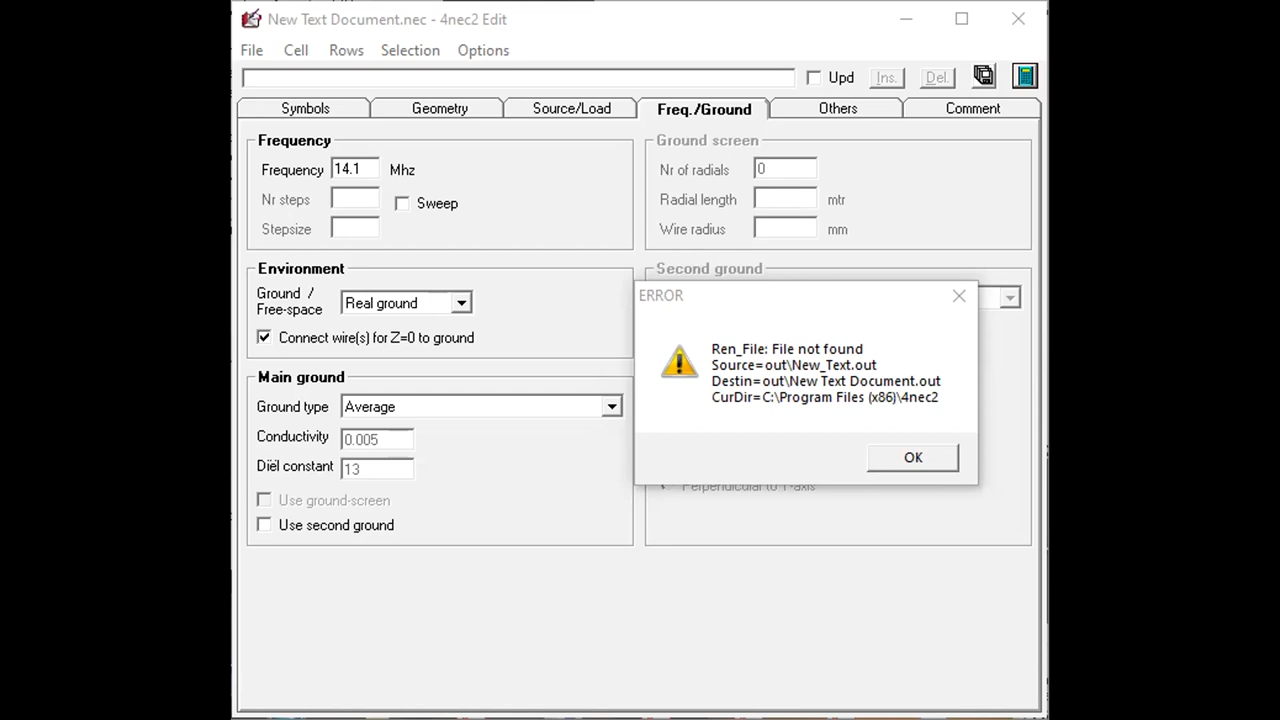 New Text Document.nec - 4nec2 Edit
File Cell Rows Selection Options
Upd Ins. Del.
Symbols Geometry Source/Load Freq./Ground Others Comment
Frequency
Frequency 14.1 Mhz
Nr steps
Sweep
Stepsize
Ground screen
Nr of radials 0
Radial length mtr
Wire radius mm
Environment
Ground / Free-space Real ground
Connect wire(s) for Z=0 to ground
Second ground
Main ground
Ground type Average
Conductivity 0.005
Diël constant 13
Use ground-screen
Use second ground
ERROR
Ren_File: File not found
Source=out\New_Text.out
Destin=out\New Text Document.out
CurDir=C:\Program Files (x86)\4nec2
OK
Perpendicular to Y-axis